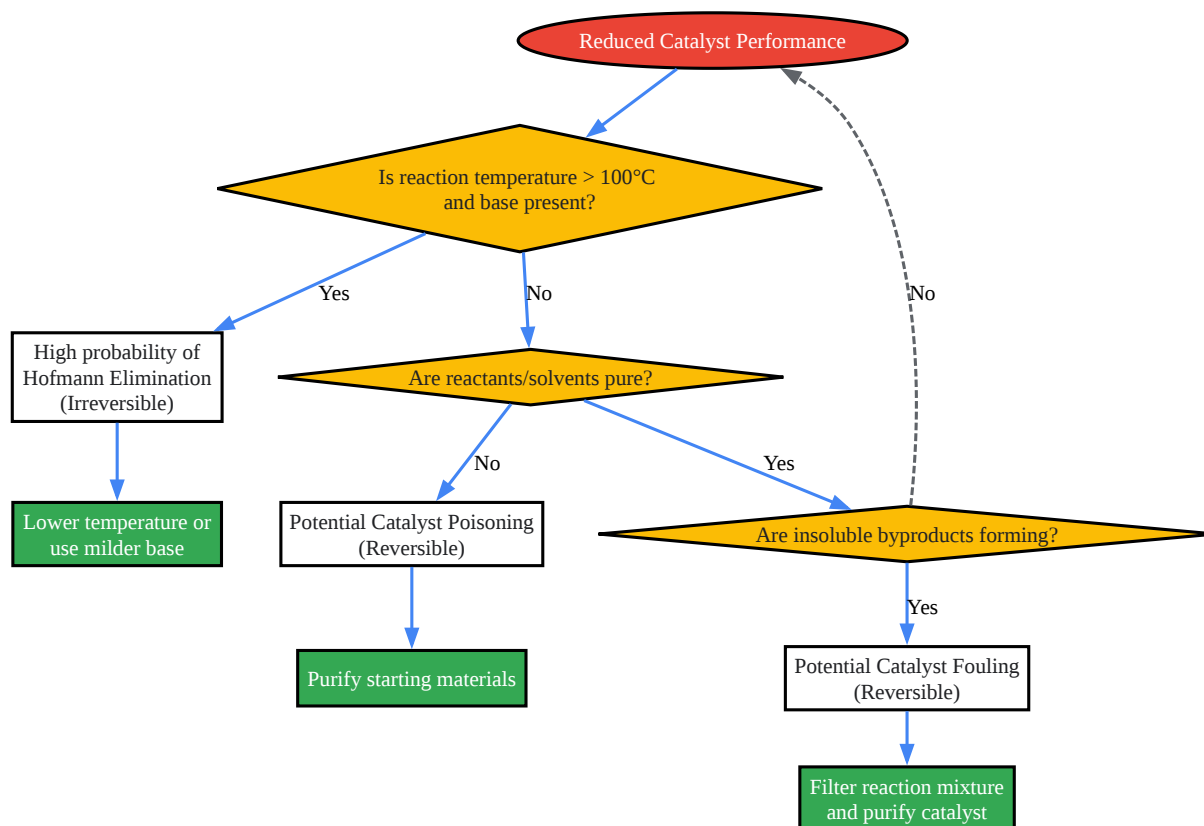 Reduced Catalyst Performance
Is reaction temperature > 100°C
and base present?
Yes
No
No
High probability of
Hofmann Elimination
(Irreversible)
Are reactants/solvents pure?
No
Yes
Lower temperature or
use milder base
Potential Catalyst Poisoning
(Reversible)
Are insoluble byproducts forming?
Yes
Purify starting materials
Potential Catalyst Fouling
(Reversible)
Filter reaction mixture
and purify catalyst